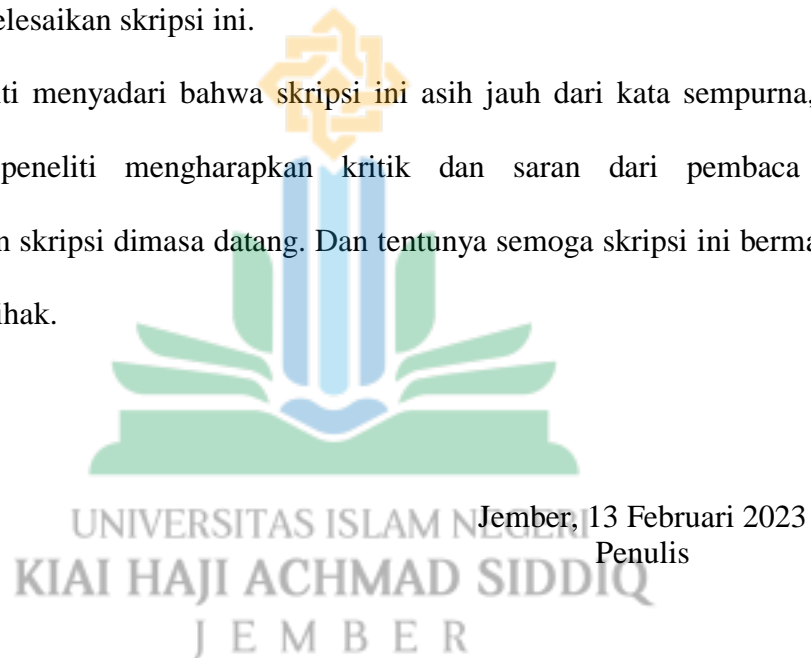 elesaikan skripsi ini.
iti menyadari bahwa skripsi ini asih jauh dari kata sempurna,
peneliti mengharapkan kritik dan saran dari pembaca
n skripsi dimasa datang. Dan tentunya semoga skripsi ini berma
ihak.
Jember, 13 Februari 2023
Penulis
UNIVERSITAS ISLAM NEGERI
KIAI HAJI ACHMAD SIDDIQ
JEMBER